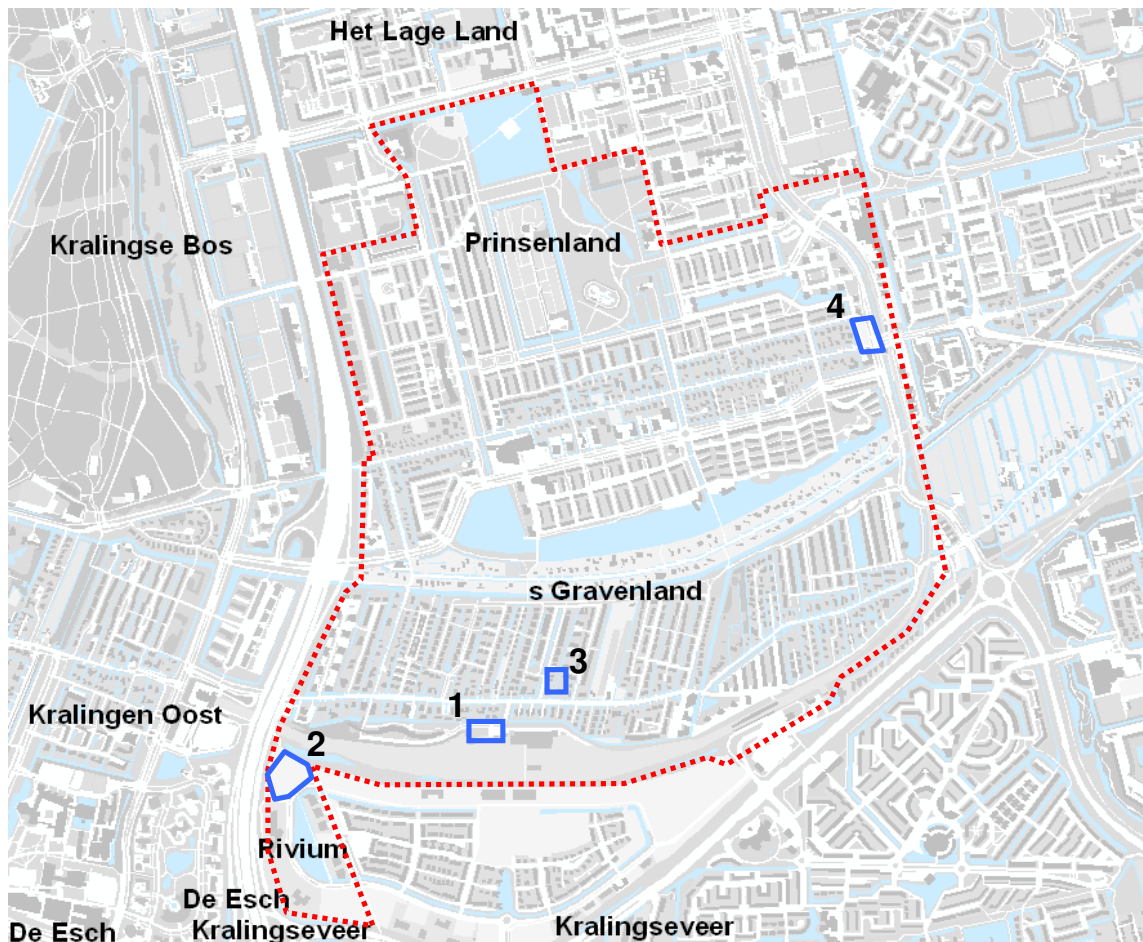 Het Lage Land
Kralingse Bos
Prinsenland
4
s Gravenland
3
1
Kralingen Oost
2
Rivium
De Esch
De Esch
Kralingseveer
Kralingseveer